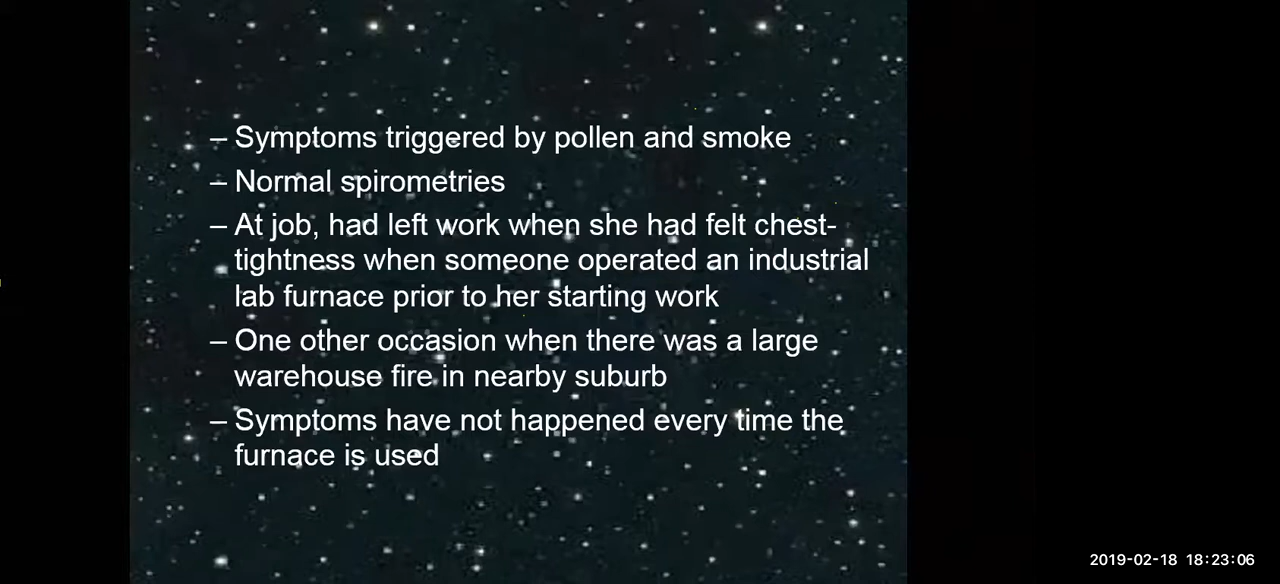 – Symptoms triggered by pollen and smoke
– Normal spirometries
– At job, had left work when she had felt chest-
tightness when someone operated an industrial
lab furnace prior to her starting work
– One other occasion when there was a large
warehouse fire in nearby suburb
– Symptoms have not happened every time the
furnace is used
2019-02-18 18:23:06